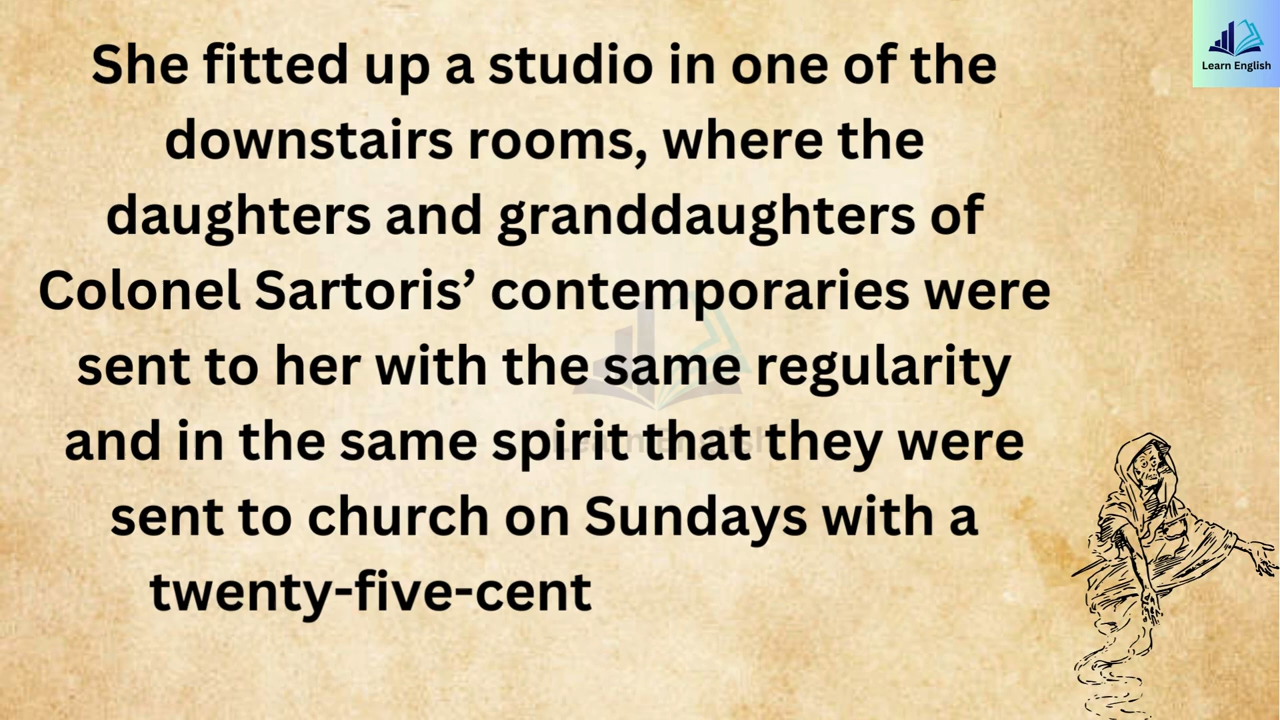 She fitted up a studio in one of the
downstairs rooms, where the
daughters and granddaughters of
Colonel Sartoris’ contemporaries were
sent to her with the same regularity
and in the same spirit that they were
sent to church on Sundays with a
twenty-five-cent
Learn English
Learn English